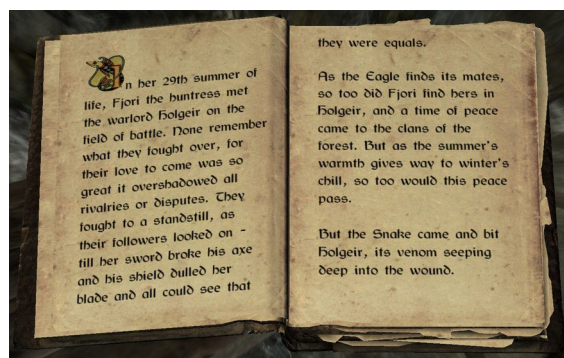 In her 29th summer of
life, Fjori the huntress met
the warlord Holgeir on the
field of battle. None remember
what they fought over, for
their love to come was so
great it overshadowed all
rivalries or disputes. They
fought to a standstill, as
their followers looked on -
till her sword broke his axe
and his shield dulled her
blade and all could see that
they were equals.
As the Eagle finds its mates,
so too did Fjori find hers in
Holgeir, and a time of peace
came to the clans of the
forest. But as the summer's
warmth gives way to winter's
chill, so too would this peace
pass.
But the Snake came and bit
Holgeir, its venom seeping
deep into the wound.